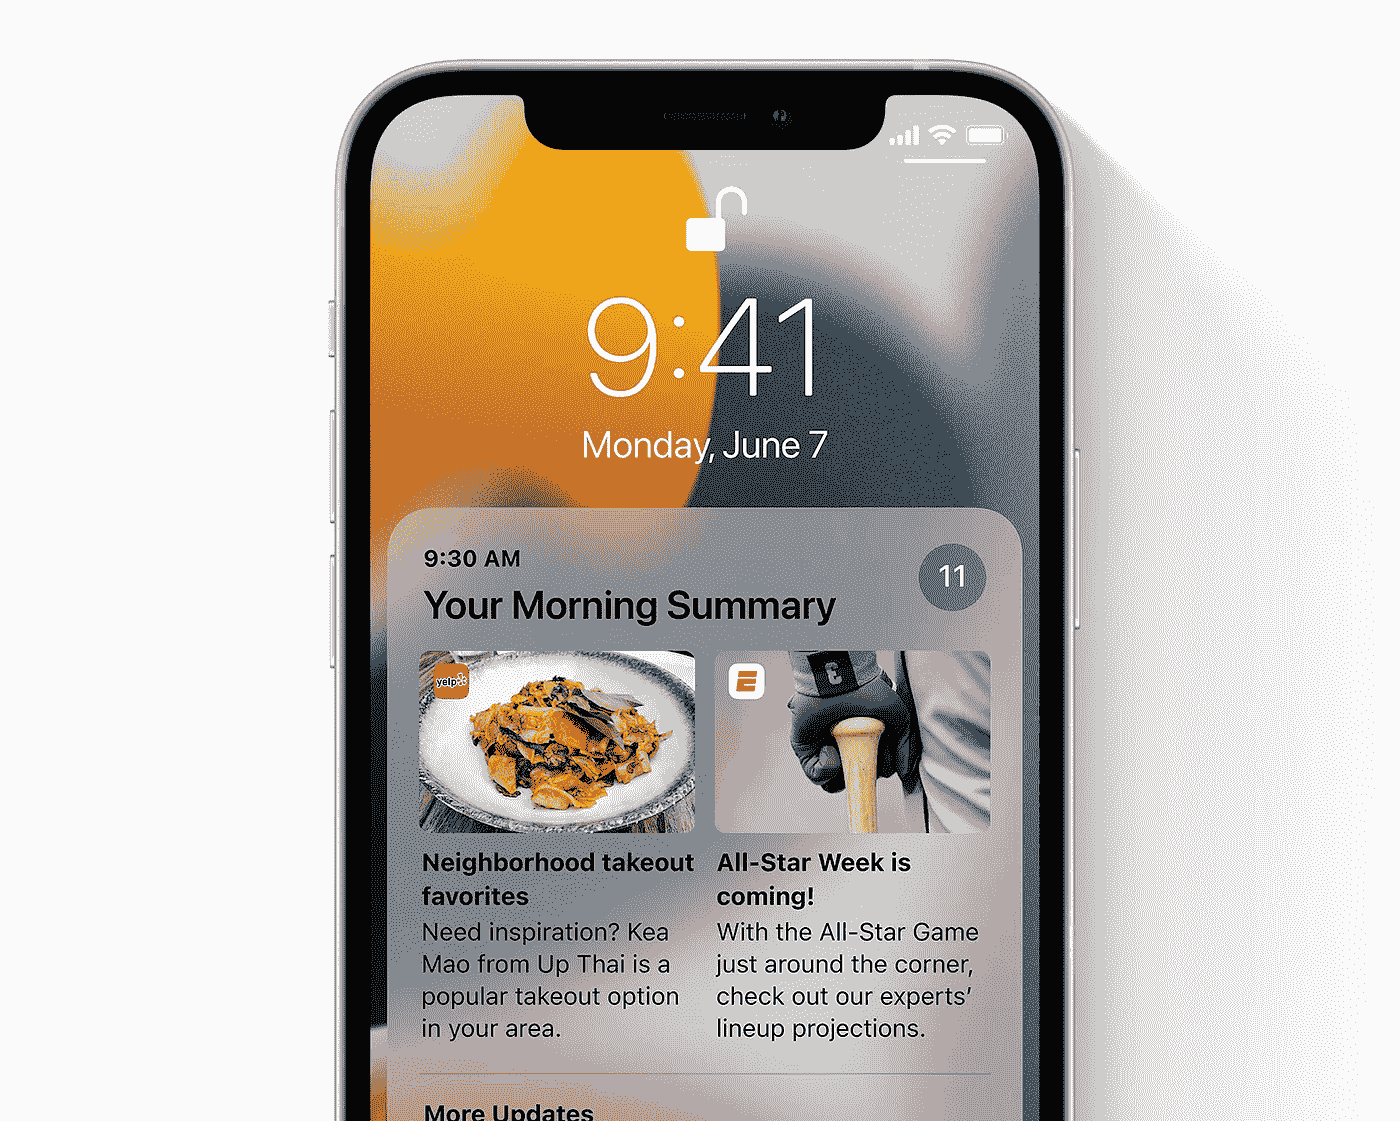 9:41
Monday, June 7
9:30 AM
11
Your Morning Summary
yelp
Neighborhood takeout
favorites
Need inspiration? Kea
Mao from Up Thai is a
popular takeout option
in your area.
All-Star Week is
coming!
With the All-Star Game
just around the corner,
check out our experts’
lineup projections.
More Updates